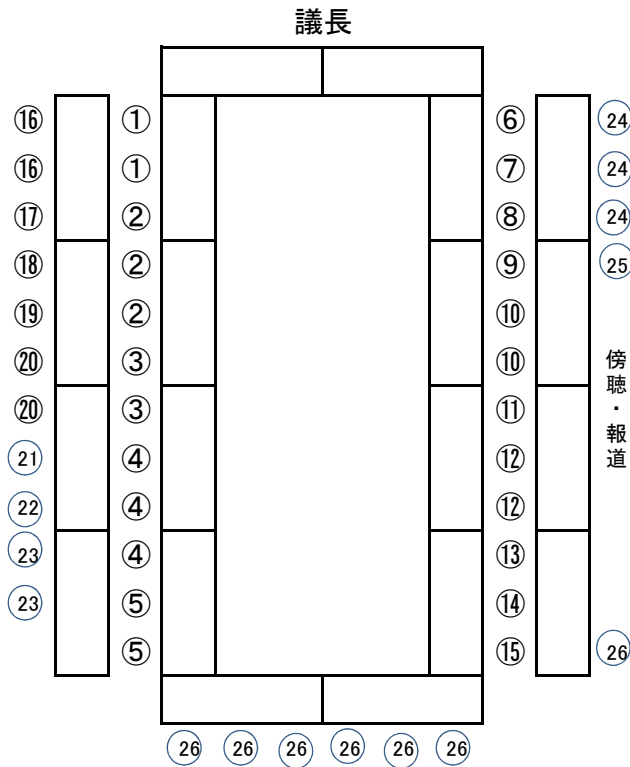 議長
⑯ ① ⑥ 24
⑯ ① ⑦ 24
⑰ ② ⑧ 24
⑱ ② ⑨ 25
⑲ ② ⑩
⑳ ③ ⑩
⑳ ③ ⑪
21 ④ ⑫
22 ④ ⑫
23 ④ ⑬
23 ⑤ ⑭
⑤ ⑮ 26
傍聴・報道
26 26 26 26 26 26